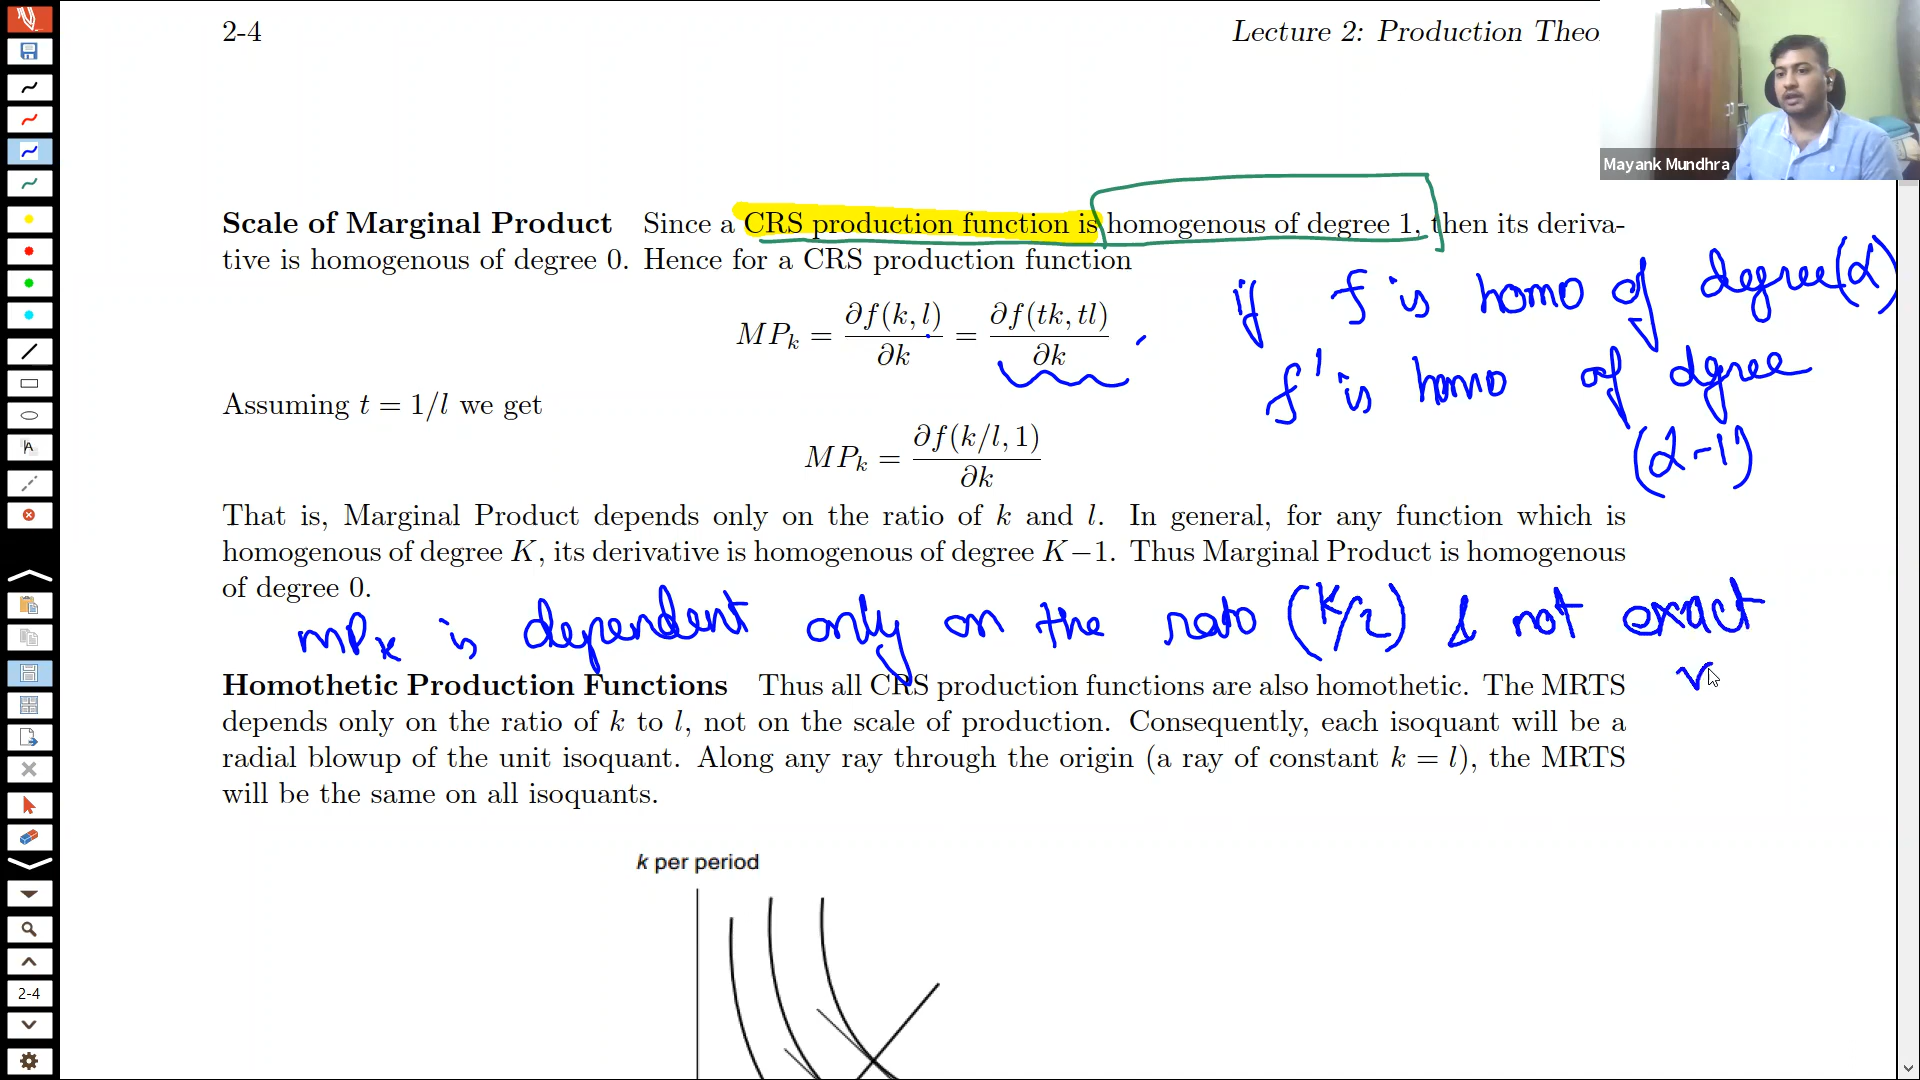 2-4
Lecture 2: Production Theo
Mayank Mundhra
Scale of Marginal Product Since a CRS production function is homogenous of degree 1, then its deriva-
tive is homogenous of degree 0. Hence for a CRS production function
if f is homo of degree (α)
MPₖ = ∂f(k, l)/∂k = ∂f(tk, tl)/∂k
f' is homo of dgree
(α-1)
Assuming t = 1/l we get
MPₖ = ∂f(k/l, 1)/∂k
That is, Marginal Product depends only on the ratio of k and l. In general, for any function which is
homogenous of degree K, its derivative is homogenous of degree K−1. Thus Marginal Product is homogenous
of degree 0.
MPₖ is dependent only on the rato (k/l) & not exact
v
Homothetic Production Functions Thus all CRS production functions are also homothetic. The MRTS
depends only on the ratio of k to l, not on the scale of production. Consequently, each isoquant will be a
radial blowup of the unit isoquant. Along any ray through the origin (a ray of constant k = l), the MRTS
will be the same on all isoquants.
k per period
2-4